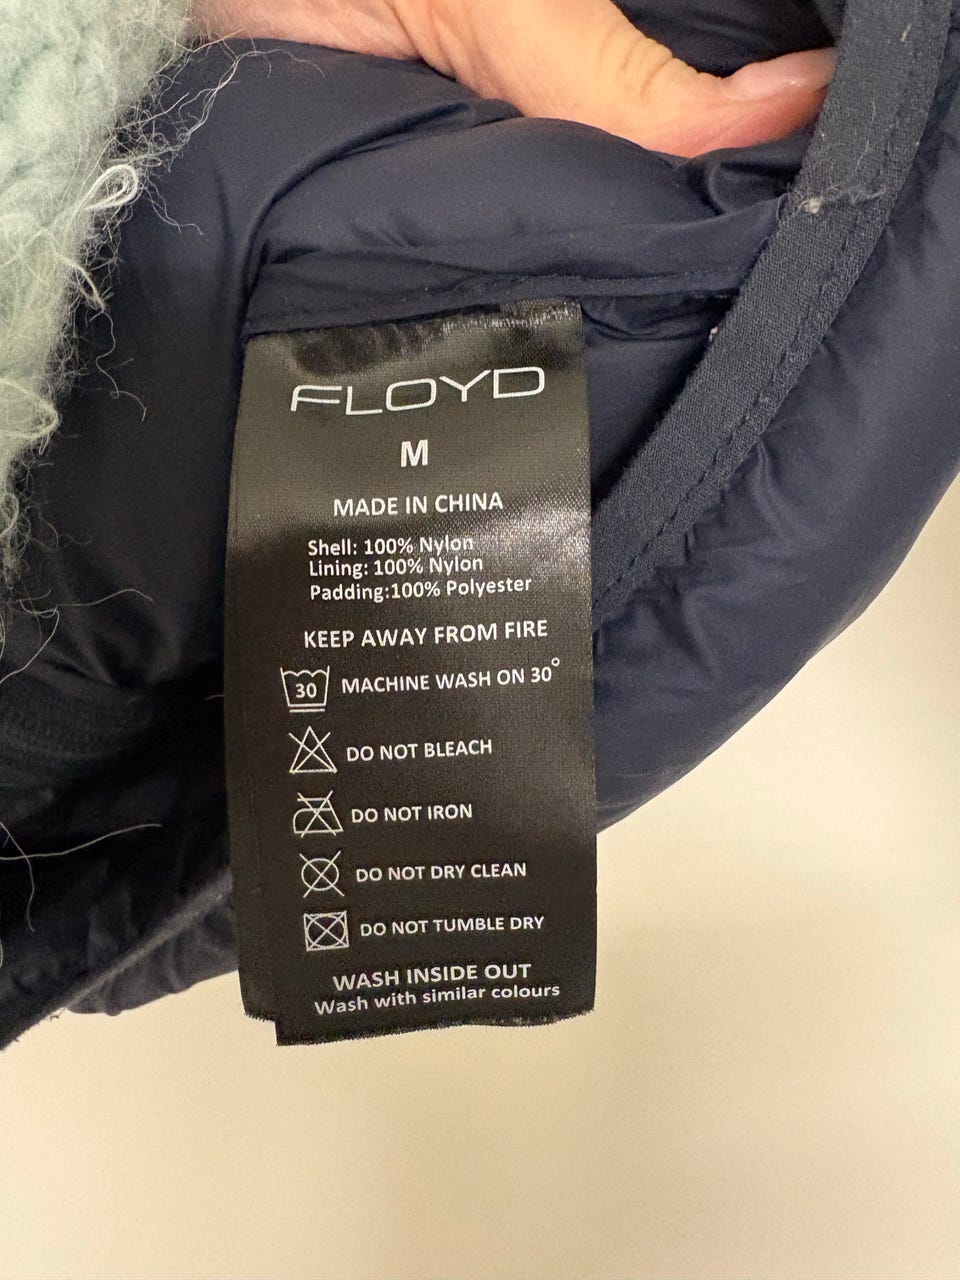 FLOYD
M
MADE IN CHINA
Shell: 100% Nylon
Lining: 100% Nylon
Padding:100% Polyester
KEEP AWAY FROM FIRE
30 MACHINE WASH ON 30°
DO NOT BLEACH
DO NOT IRON
DO NOT DRY CLEAN
DO NOT TUMBLE DRY
WASH INSIDE OUT
Wash with similar colours